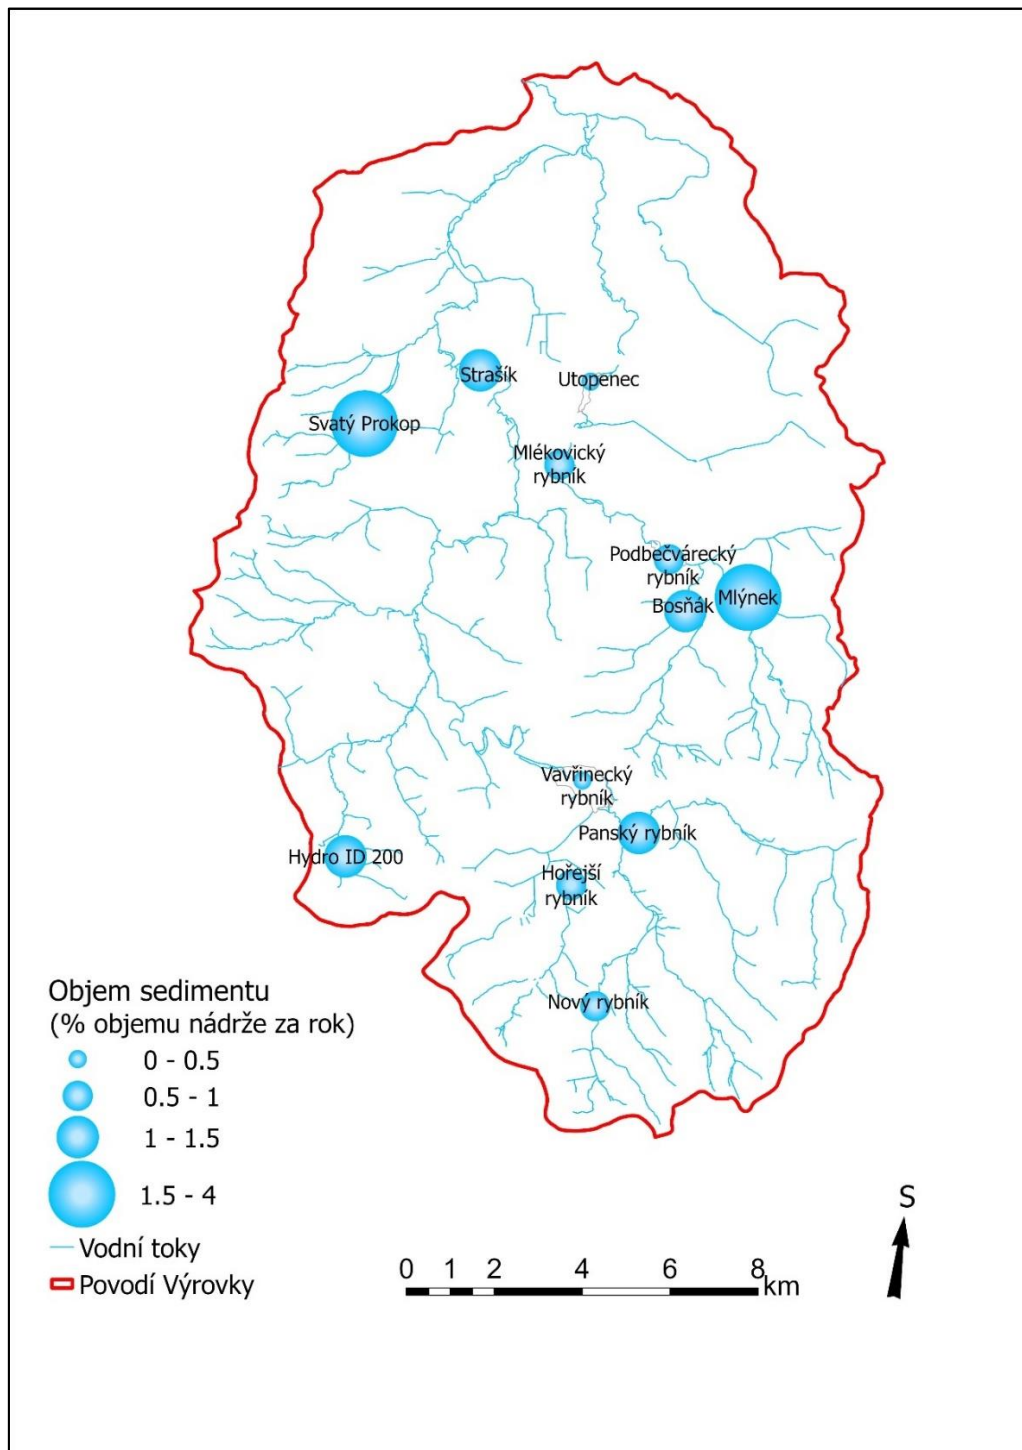 Strašík
Utopenec
Svatý Prokop
Mlékovický
rybník
Podbečvárecký
rybník
Mlýnek
Bosňák
Vavřinecký
rybník
Panský rybník
Hydro ID 200
Hořejší
rybník
Nový rybník
Objem sedimentu
(% objemu nádrže za rok)
0 - 0.5
0.5 - 1
1 - 1.5
1.5 - 4
Vodní toky
Povodí Výrovky
0 1 2 4 6 8
km
S